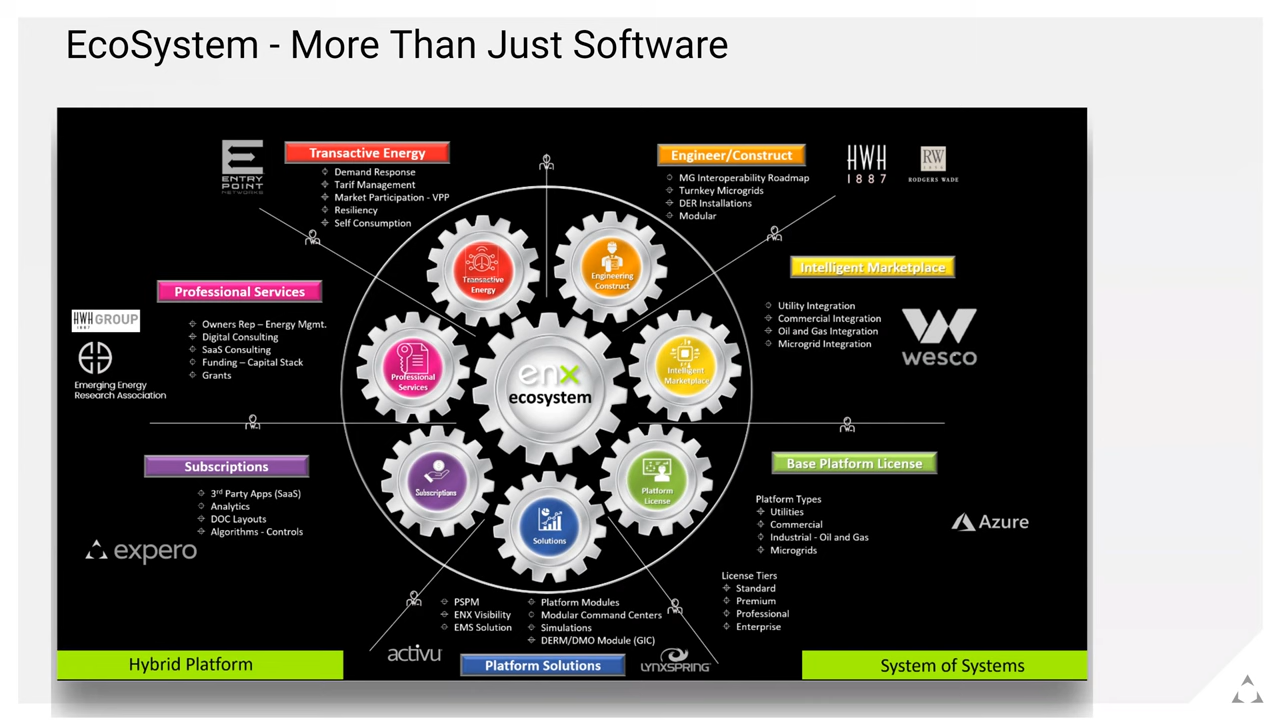 EcoSystem - More Than Just Software
ENTRY
POINT
NETWORKS
Transactive Energy
Demand Response
Tarif Management
Market Participation - VPP
Resiliency
Self Consumption
Engineer/Construct
MG Interoperability Roadmap
Turnkey Microgrids
DER Installations
Modular
HWH
1887
RW
RODGERS WADE
Professional Services
Owners Rep – Energy Mgmt.
Digital Consulting
SaaS Consulting
Funding – Capital Stack
Grants
HWH GROUP
1887
Emerging Energy
Research Association
Intelligent Marketplace
Utility Integration
Commercial Integration
Oil and Gas Integration
Microgrid Integration
wesco
Transactive
Energy
Engineering
Construct
Professional
Services
Intelligent
Marketplace
enx
ecosystem
Subscriptions
Solutions
Platform
License
Subscriptions
3rd Party Apps (SaaS)
Analytics
DOC Layouts
Algorithms - Controls
expero
Base Platform License
Platform Types
Utilities
Commercial
Industrial - Oil and Gas
Microgrids
Azure
License Tiers
Standard
Premium
Professional
Enterprise
PSPM
ENX Visibility
EMS Solution
Platform Modules
Modular Command Centers
Simulations
DERM/DMO Module (GIC)
activu
Platform Solutions
LYNXSPRING
Hybrid Platform
System of Systems